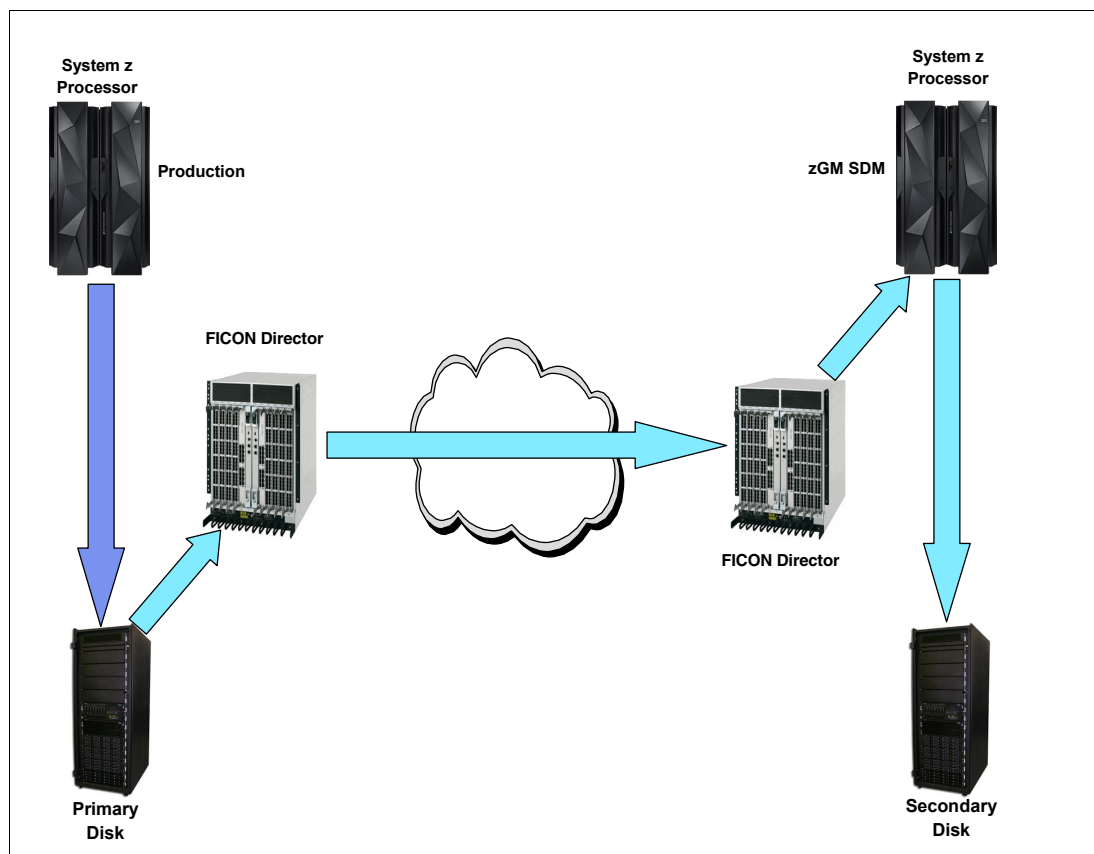 System z
Processor
Production
System z
Processor
zGM SDM
FICON Director
FICON Director
Primary
Disk
Secondary
Disk